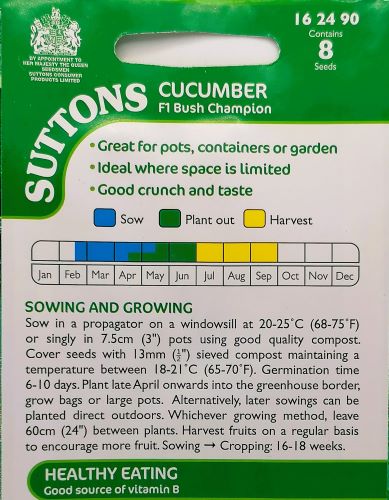 BY APPOINTMENT TO
HER MAJESTY THE QUEEN
SEEDSMEN
SUTTONS CONSUMER
PRODUCTS LIMITED
16 24 90
Contains
8
Seeds
SUTTONS
CUCUMBER
F1 Bush Champion
• Great for pots, containers or garden
• Ideal where space is limited
• Good crunch and taste
Sow Plant out Harvest
Jan Feb Mar Apr May Jun Jul Aug Sep Oct Nov Dec
SOWING AND GROWING
Sow in a propagator on a windowsill at 20-25˚C (68-75˚F)
or singly in 7.5cm (3") pots using good quality compost.
Cover seeds with 13mm (½") sieved compost maintaining a
temperature between 18-21˚C (65-70˚F). Germination time
6-10 days. Plant late April onwards into the greenhouse border,
grow bags or large pots. Alternatively, later sowings can be
planted direct outdoors. Whichever growing method, leave
60cm (24") between plants. Harvest fruits on a regular basis
to encourage more fruit. Sowing → Cropping: 16-18 weeks.
HEALTHY EATING
Good source of vitamin B